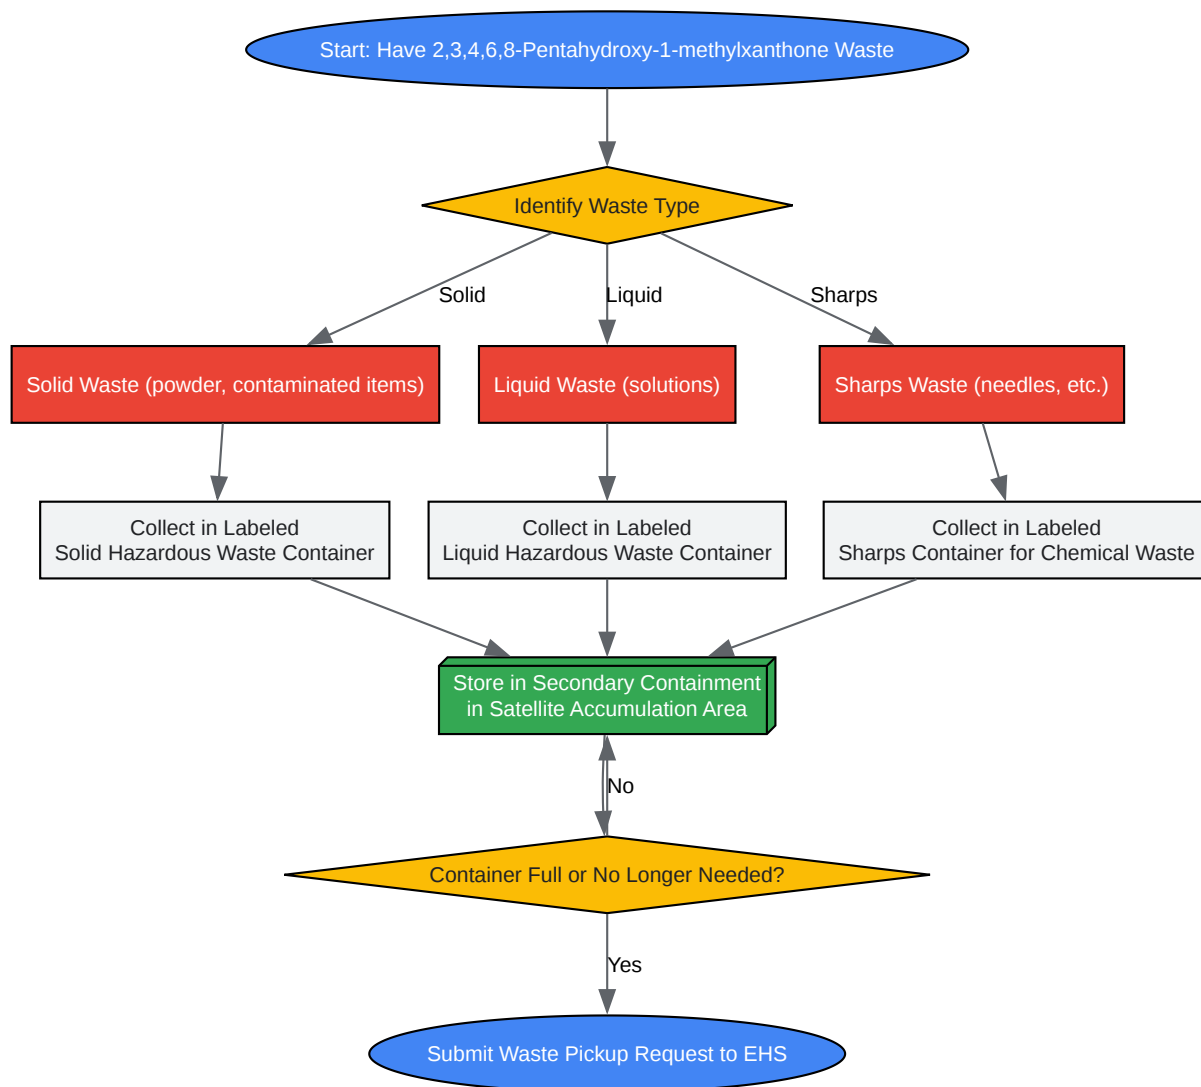 Start: Have 2,3,4,6,8-Pentahydroxy-1-methylxanthone Waste
Identify Waste Type
Solid
Liquid
Sharps
Solid Waste (powder, contaminated items)
Liquid Waste (solutions)
Sharps Waste (needles, etc.)
Collect in Labeled
Solid Hazardous Waste Container
Collect in Labeled
Liquid Hazardous Waste Container
Collect in Labeled
Sharps Container for Chemical Waste
Store in Secondary Containment
in Satellite Accumulation Area
No
Container Full or No Longer Needed?
Yes
Submit Waste Pickup Request to EHS